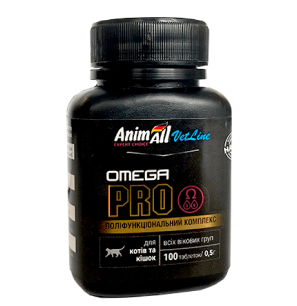 AnimAll VetLine
EXPERT CHOICE
OMEGA
PRO
ПОЛІФУНКЦІОНАЛЬНИЙ КОМПЛЕКС
для котів та кішок
всіх вікових груп
100 таблеток/ 0,5г